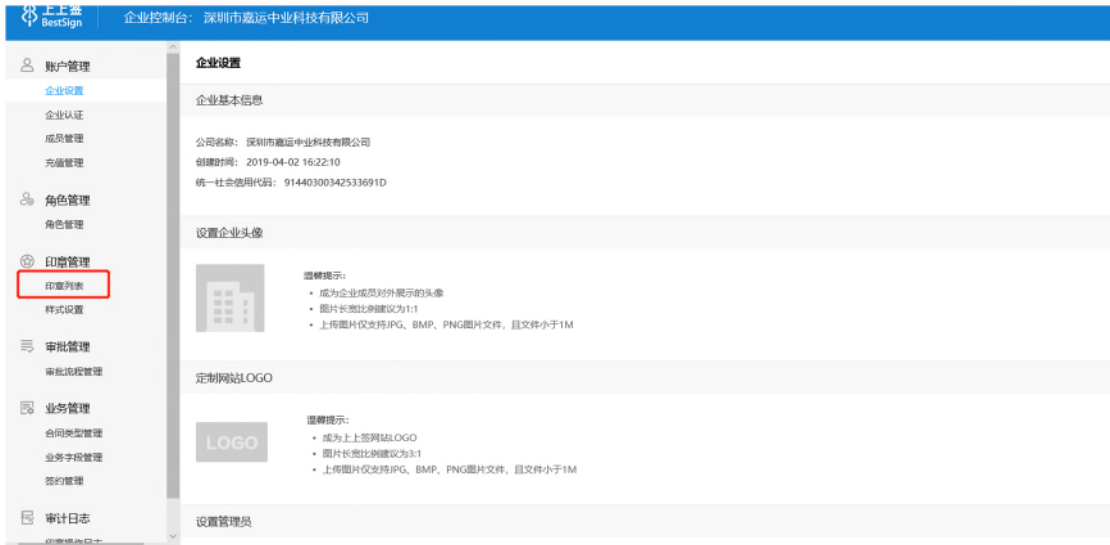 上上签
BestSign
企业控制台： 深圳市嘉运中业科技有限公司
账户管理
企业设置
企业认证
成员管理
充值管理
角色管理
角色管理
印章管理
印章列表
样式设置
审批管理
审批流程管理
业务管理
合同类型管理
业务字段管理
签约管理
审计日志
印章操作日志
企业设置
企业基本信息
公司名称： 深圳市嘉运中业科技有限公司
创建时间： 2019-04-02 16:22:10
统一社会信用代码： 91440300342533691D
设置企业头像
温馨提示:
• 成为企业成员对外展示的头像
• 图片长宽比例建议为1:1
• 上传图片仅支持JPG、BMP、PNG图片文件，且文件小于1M
定制网站LOGO
LOGO
温馨提示:
• 成为上上签网站LOGO
• 图片长宽比例建议为3:1
• 上传图片仅支持JPG、BMP、PNG图片文件，且文件小于1M
设置管理员